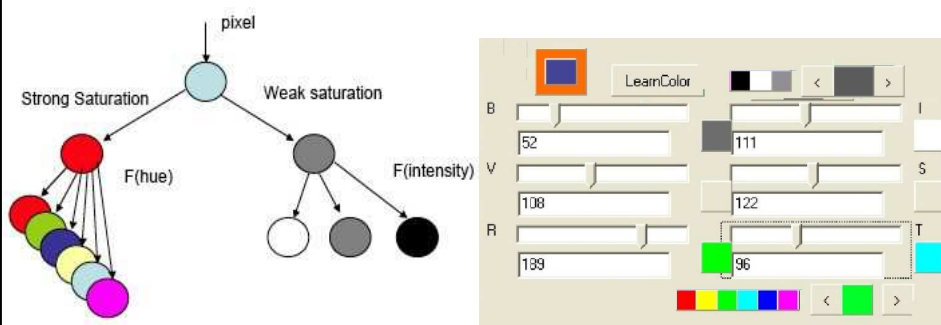 pixel
Strong Saturation
Weak saturation
F(hue)
F(intensity)
LearnColor
< >
B I
52 111
V S
108 122
R T
189 96
< >